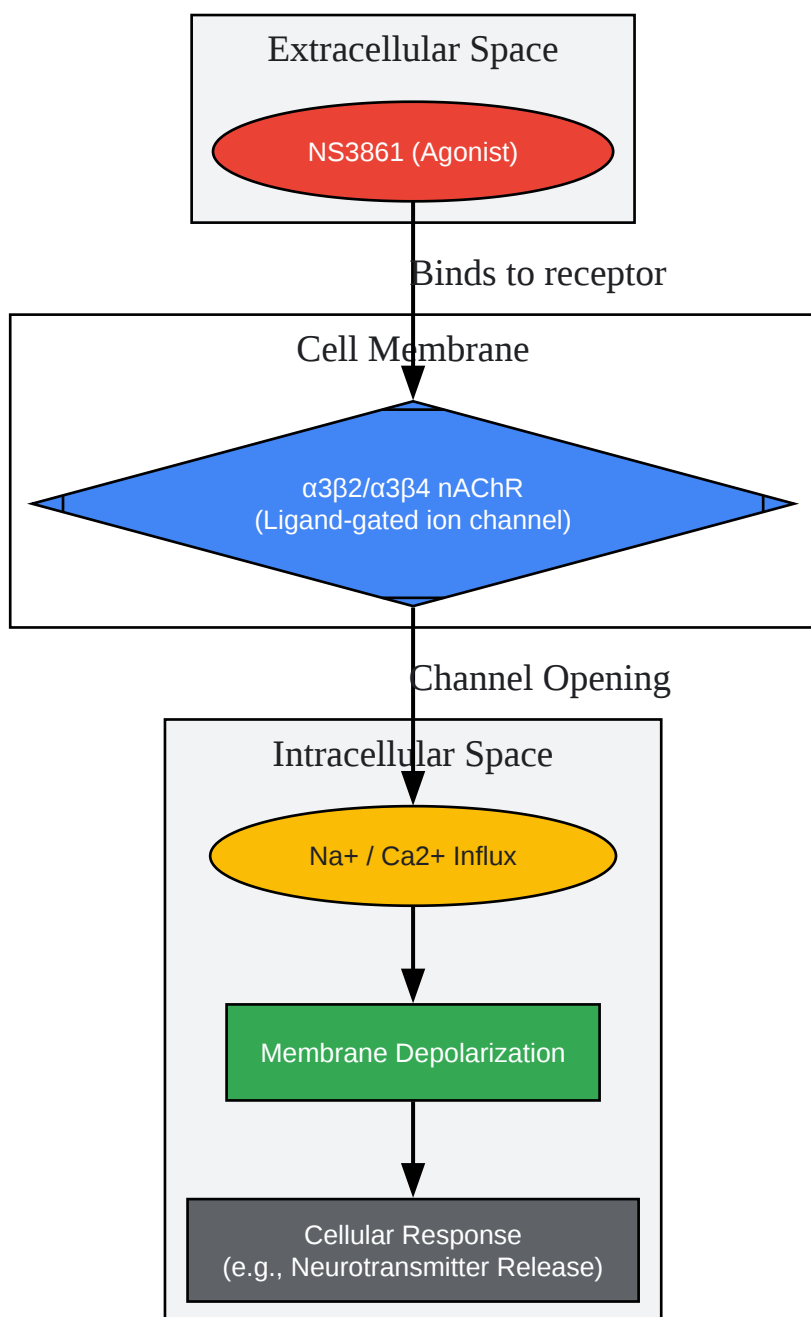 Extracellular Space
NS3861 (Agonist)
Binds to receptor
Cell Membrane
α3β2/α3β4 nAChR
(Ligand-gated ion channel)
Channel Opening
Intracellular Space
Na+ / Ca2+ Influx
Membrane Depolarization
Cellular Response
(e.g., Neurotransmitter Release)